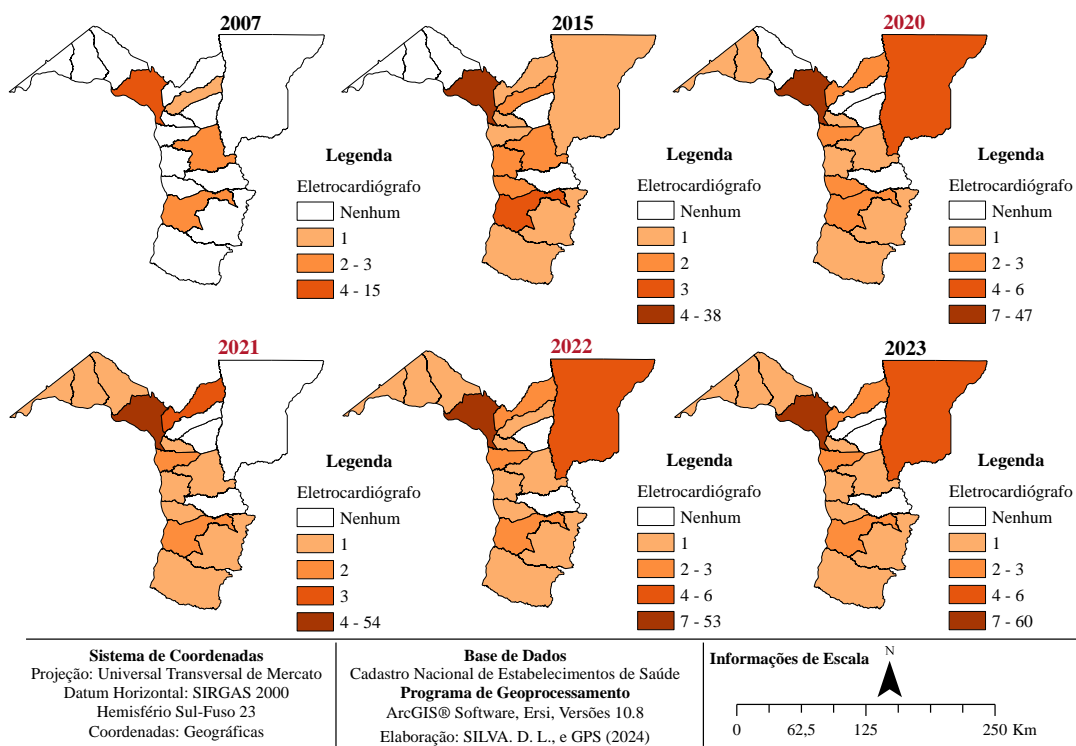 2007
Legenda
Eletrocardiógrafo
Nenhum
1
2 - 3
4 - 15
2015
Legenda
Eletrocardiógrafo
Nenhum
1
2
3
4 - 38
2020
Legenda
Eletrocardiógrafo
Nenhum
1
2 - 3
4 - 6
7 - 47
2021
Legenda
Eletrocardiógrafo
Nenhum
1
2
3
4 - 54
2022
Legenda
Eletrocardiógrafo
Nenhum
1
2 - 3
4 - 6
7 - 53
2023
Legenda
Eletrocardiógrafo
Nenhum
1
2 - 3
4 - 6
7 - 60
Sistema de Coordenadas
Projeção: Universal Transversal de Mercato
Datum Horizontal: SIRGAS 2000
Hemisfério Sul-Fuso 23
Coordenadas: Geográficas
Base de Dados
Cadastro Nacional de Estabelecimentos de Saúde
Programa de Geoprocessamento
ArcGIS® Software, Ersi, Versões 10.8
Elaboração: SILVA. D. L., e GPS (2024)
Informações de Escala
N
0 62,5 125 250 Km